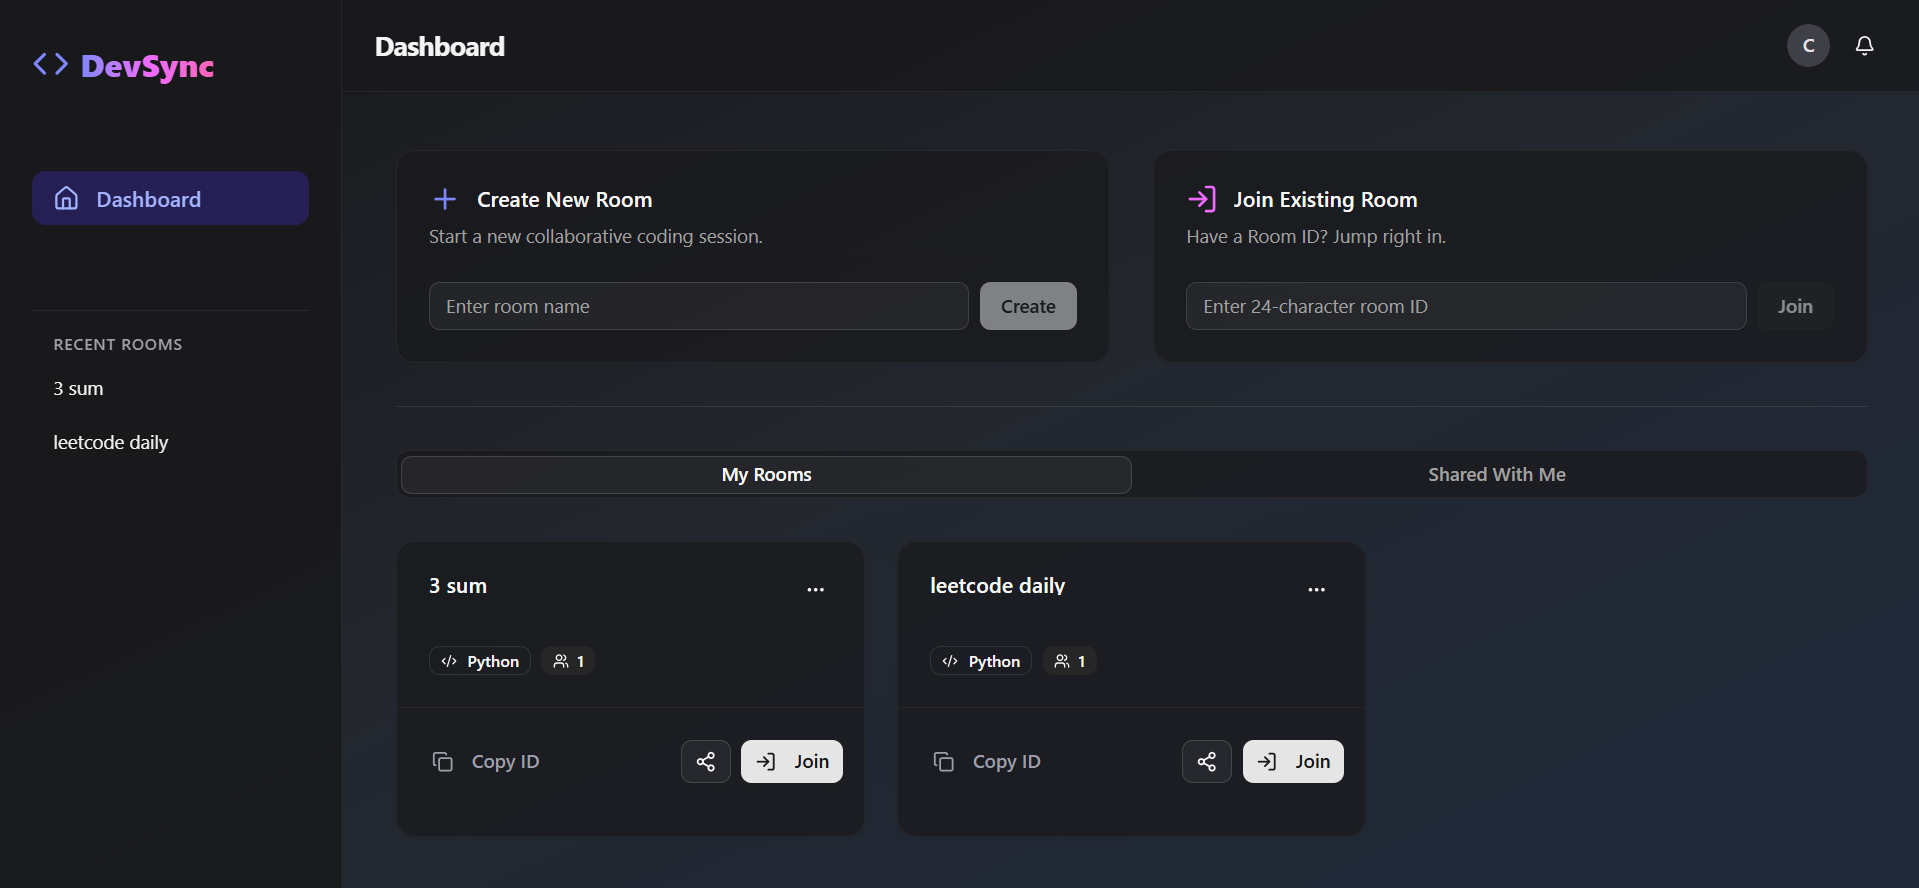 DevSync
Dashboard
C
Dashboard
RECENT ROOMS
3 sum
leetcode daily
Create New Room
Start a new collaborative coding session.
Enter room name
Create
Join Existing Room
Have a Room ID? Jump right in.
Enter 24-character room ID
Join
My Rooms
Shared With Me
3 sum
Python
1
Copy ID
Join
leetcode daily
Python
1
Copy ID
Join